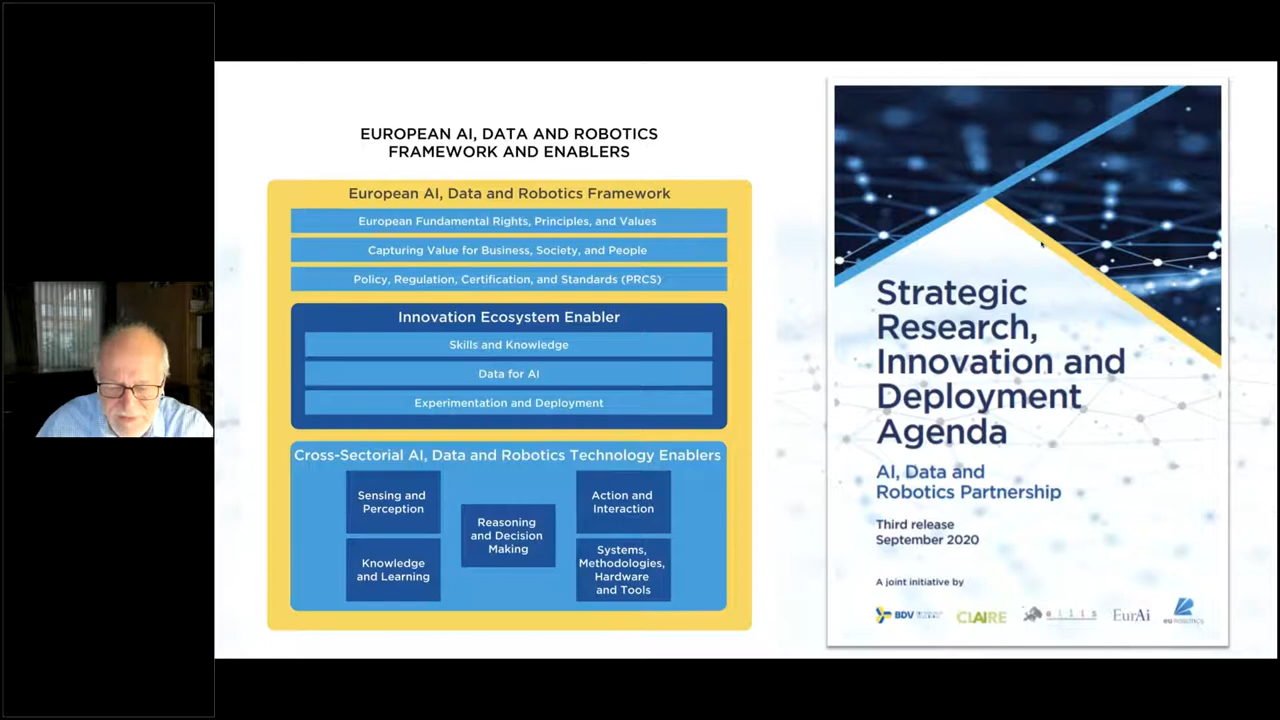 EUROPEAN AI, DATA AND ROBOTICS
FRAMEWORK AND ENABLERS
European AI, Data and Robotics Framework
European Fundamental Rights, Principles, and Values
Capturing Value for Business, Society, and People
Policy, Regulation, Certification, and Standards (PRCS)
Innovation Ecosystem Enabler
Skills and Knowledge
Data for AI
Experimentation and Deployment
Cross-Sectorial AI, Data and Robotics Technology Enablers
Sensing and
Perception
Knowledge
and Learning
Reasoning
and Decision
Making
Action and
Interaction
Systems,
Methodologies,
Hardware
and Tools
Strategic
Research,
Innovation and
Deployment
Agenda
AI, Data and
Robotics Partnership
Third release
September 2020
A joint initiative by
BDV
CLAIRE
ellis
EurAi
eu robotics